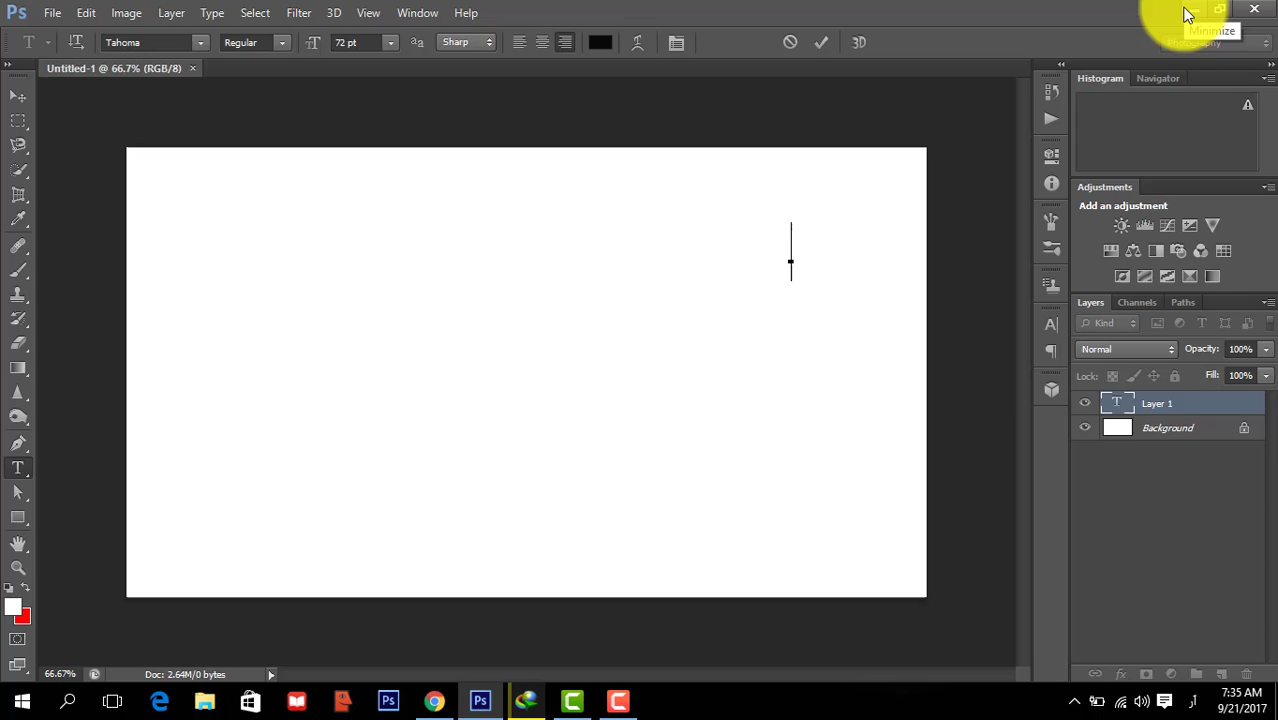 Ps File Edit Image Layer Type Select Filter 3D View Window Help
Minimize
T Tahoma Regular T 72 pt aa Sharp 3D Photography
Untitled-1 @ 66.7% (RGB/8) ×
Histogram Navigator
Adjustments
Add an adjustment
Layers Channels Paths
Kind
Normal Opacity: 100%
Lock: Fill: 100%
T Layer 1
Background
66.67% Doc: 2.64M/0 bytes
7:35 AM
9/21/2017